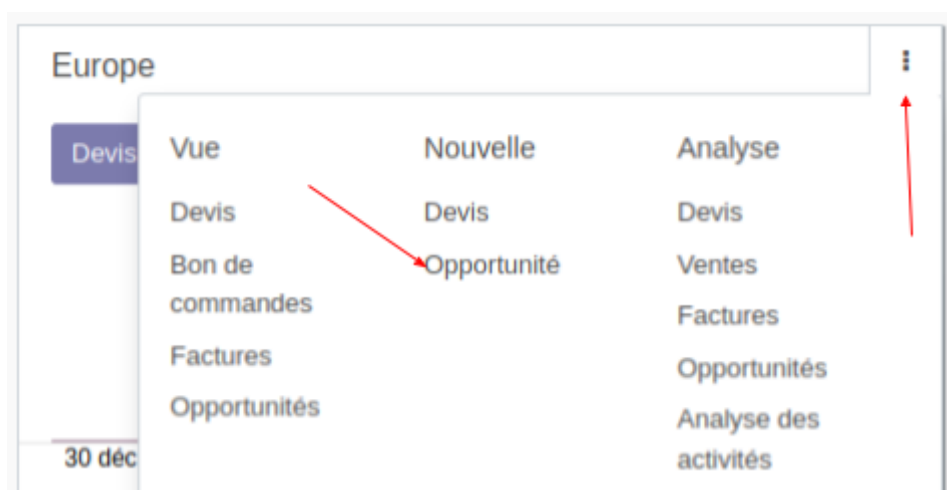 Europe
Devis
Vue
Devis
Bon de
commandes
Factures
Opportunités
Nouvelle
Devis
Opportunité
Analyse
Devis
Ventes
Factures
Opportunités
Analyse des
activités
30 déc